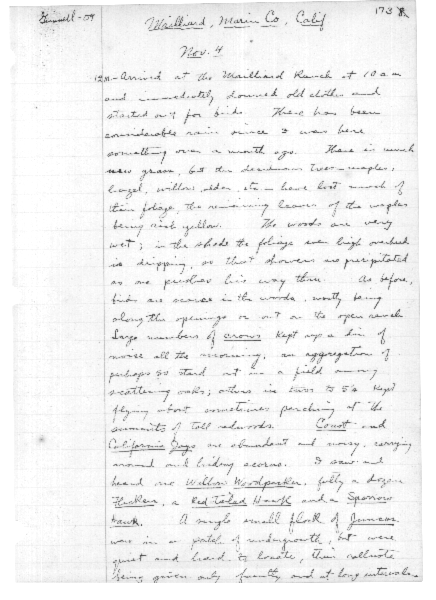 Grinnell-09
1738
Mailliard, Marin Co., Calif
Nov. 4
12 M - Arrived at the Mailliard Ranch at 10 a.m.
and immediately donned old clothes and
started out for birds. There has been
considerable rain since I was here
something over a month ago. There is much
new grass, but the deciduous trees - maples,
hazel, willow, alder, etc - have lost much of
their foliage, the remaining leaves of the maples
being rich yellow. The woods are very
wet; in the shade the foliage even high overhead
is dripping, so that showers are precipitated
as one pushes his way thru. As before,
birds are scarce in the woods, mostly being
along the openings or out on the open ranch.
Large numbers of crows kept up a din of
noise all the morning, an aggregation of
perhaps 50 stand out in a field among
scattering oaks; others in twos to 5's kept
flying about sometimes perching at the
summits of tall redwoods. Coast and
California Jays are abundant and noisy, carrying
around and hiding acorns. I saw and
heard one Pileated Woodpecker, fully a dozen
Flickers, a Red-tailed Hawk and a Sparrow
Hawk. A single small flock of Juncos
was in a patch of undergrowth, but were
quiet and hard to locate, their call note
being given only faintly and at long intervals.